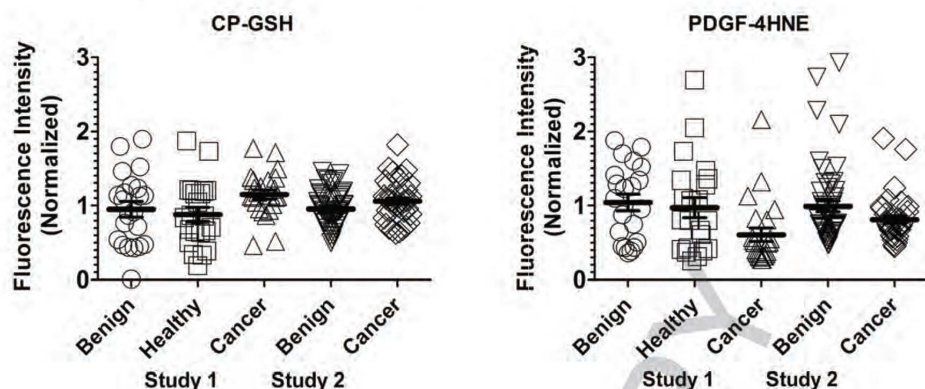 CP-GSH
Fluorescence Intensity
(Normalized)
3
2
1
0
Benign
Healthy
Cancer
Benign
Cancer
Study 1
Study 2
PDGF-4HNE
Fluorescence Intensity
(Normalized)
3
2
1
0
Benign
Healthy
Cancer
Benign
Cancer
Study 1
Study 2